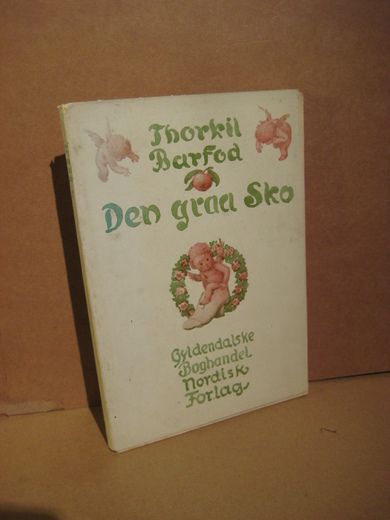 Thorkil
Barfod
Den graa Sko
Gyldendalske
Boghandel
Nordisk
Forlag